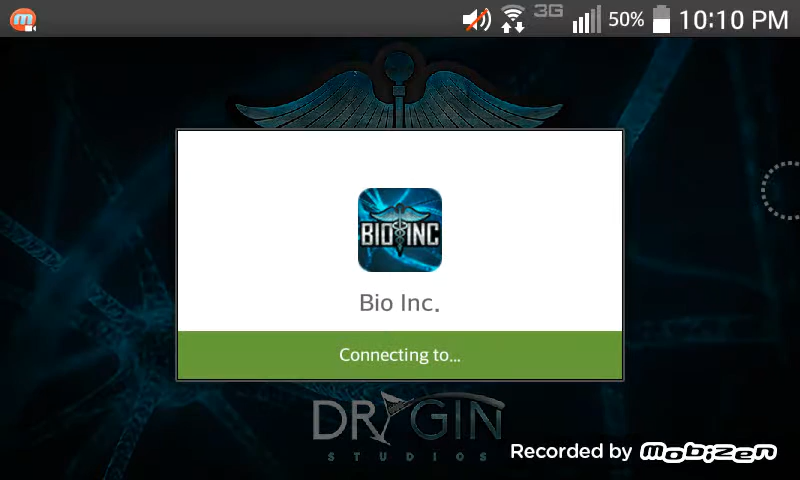 3G 50% 10:10 PM
BIO INC
Bio Inc.
Connecting to...
DRYGIN
STUDIOS
Recorded by Mobizen